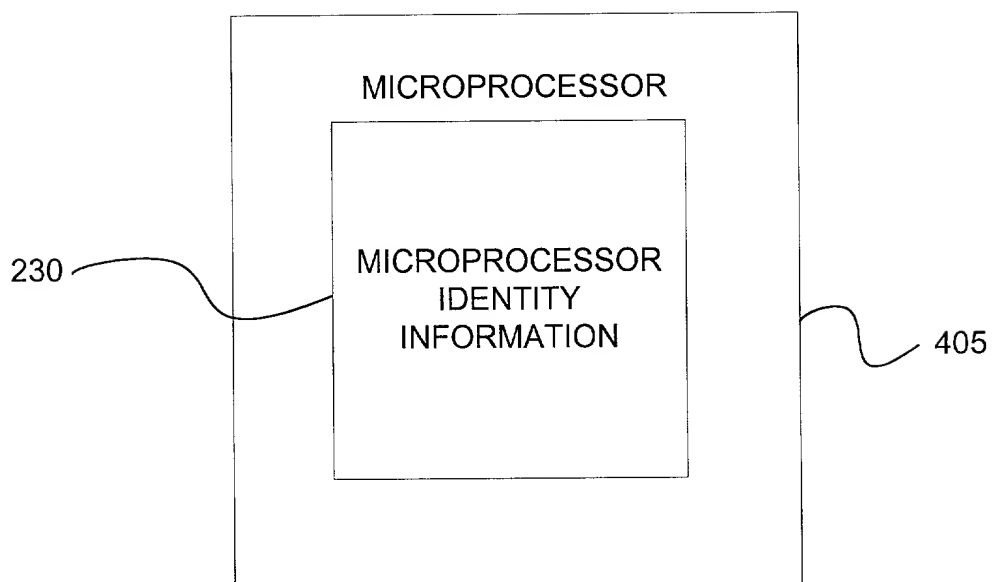 MICROPROCESSOR
MICROPROCESSOR
IDENTITY
INFORMATION
230
405